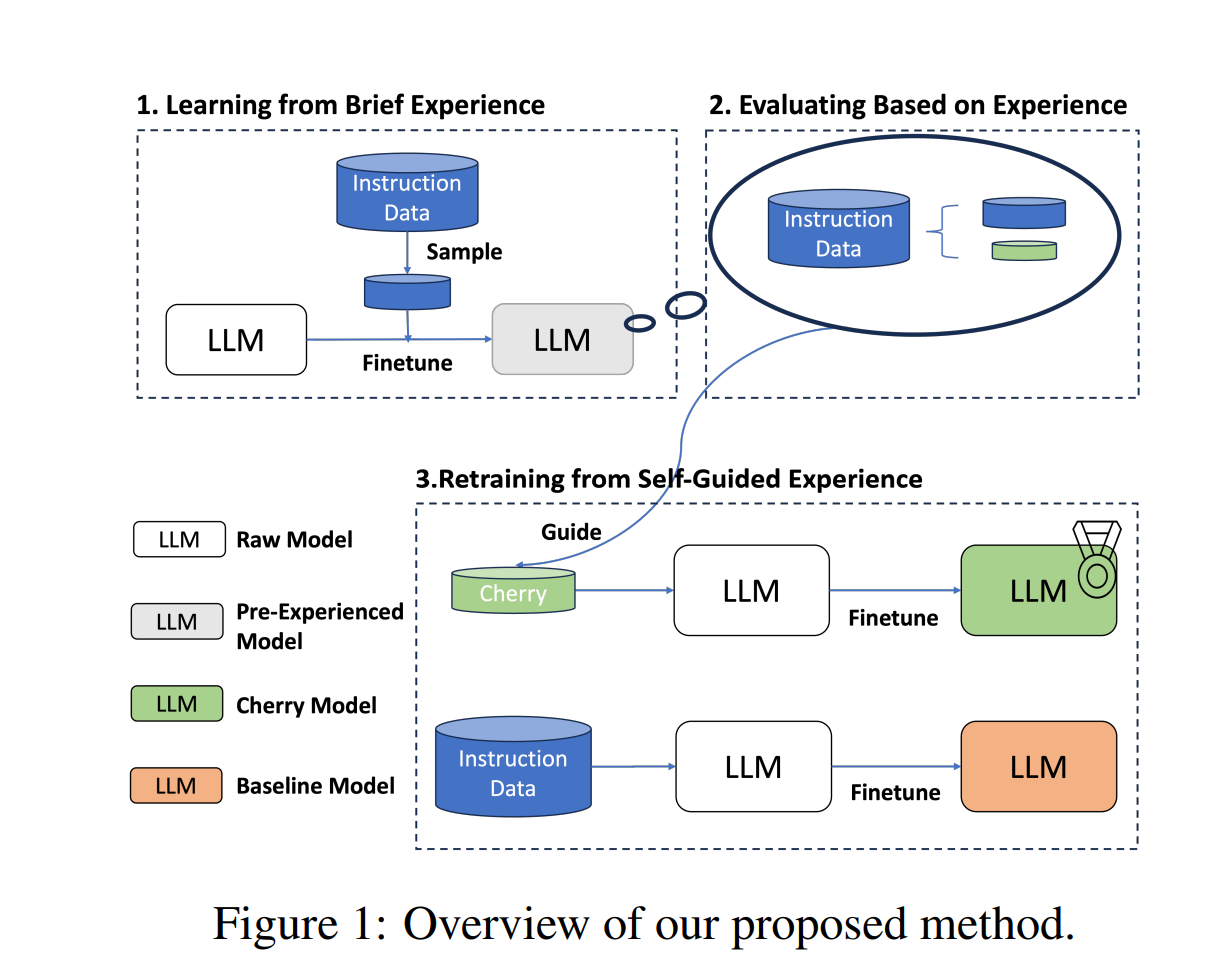 1. Learning from Brief Experience
Instruction
Data
Sample
LLM
Finetune
LLM
2. Evaluating Based on Experience
Instruction
Data
3.Retraining from Self-Guided Experience
Guide
Cherry
LLM
Finetune
LLM
Instruction
Data
LLM
Finetune
LLM
LLM
Raw Model
LLM
Pre-Experienced
Model
LLM
Cherry Model
LLM
Baseline Model
Figure 1: Overview of our proposed method.